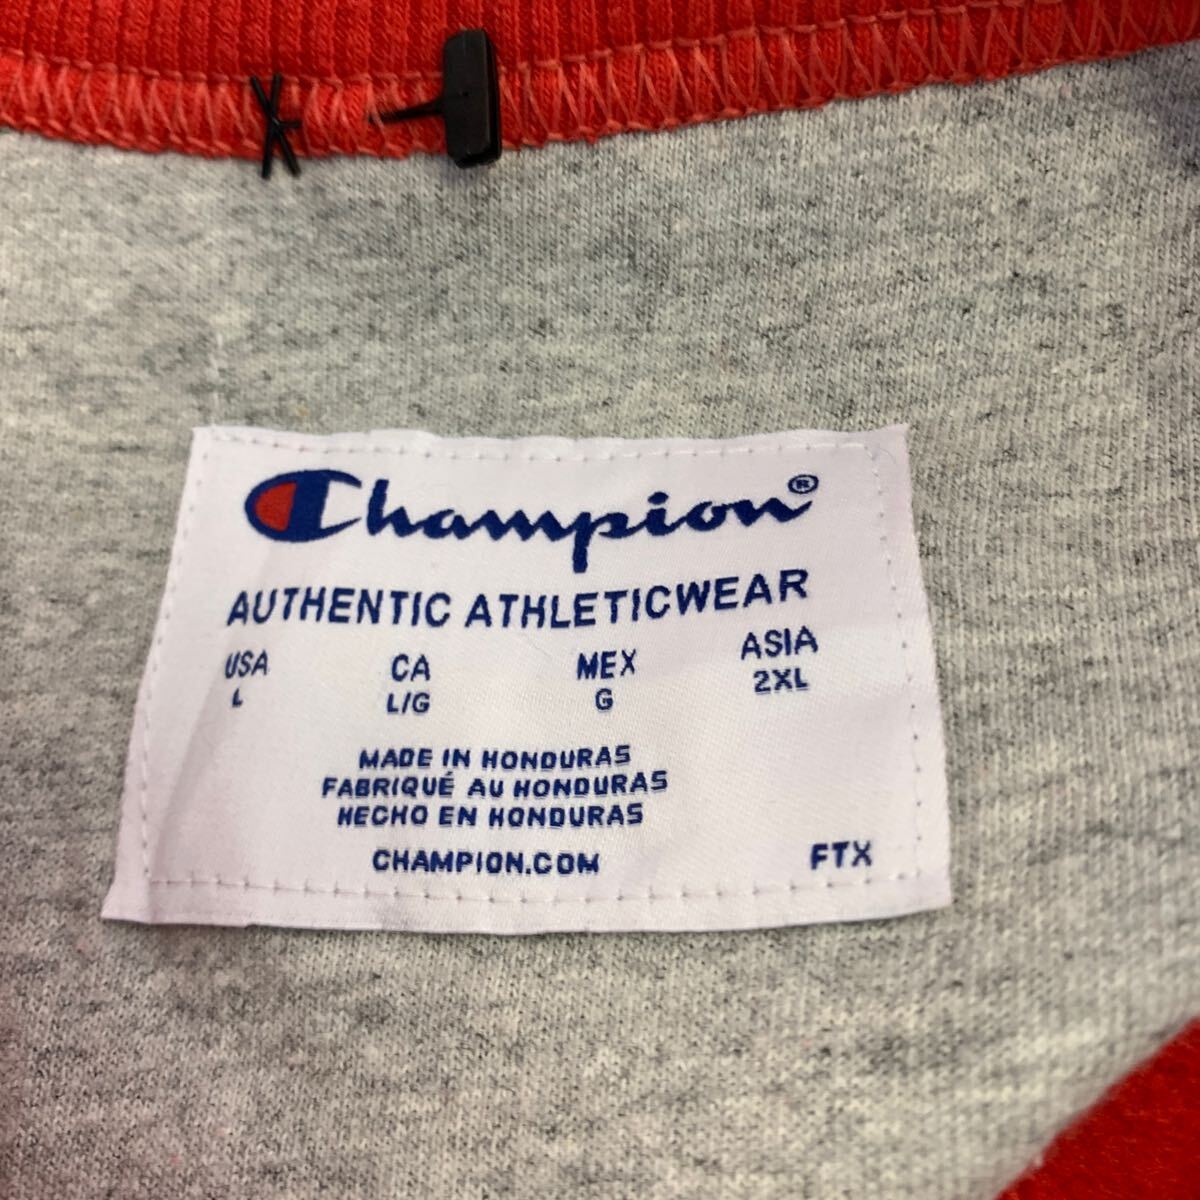 Champion®
AUTHENTIC ATHLETICWEAR
USA CA MEX ASIA
L L/G G 2XL
MADE IN HONDURAS
FABRIQUÉ AU HONDURAS
HECHO EN HONDURAS
CHAMPION.COM FTX